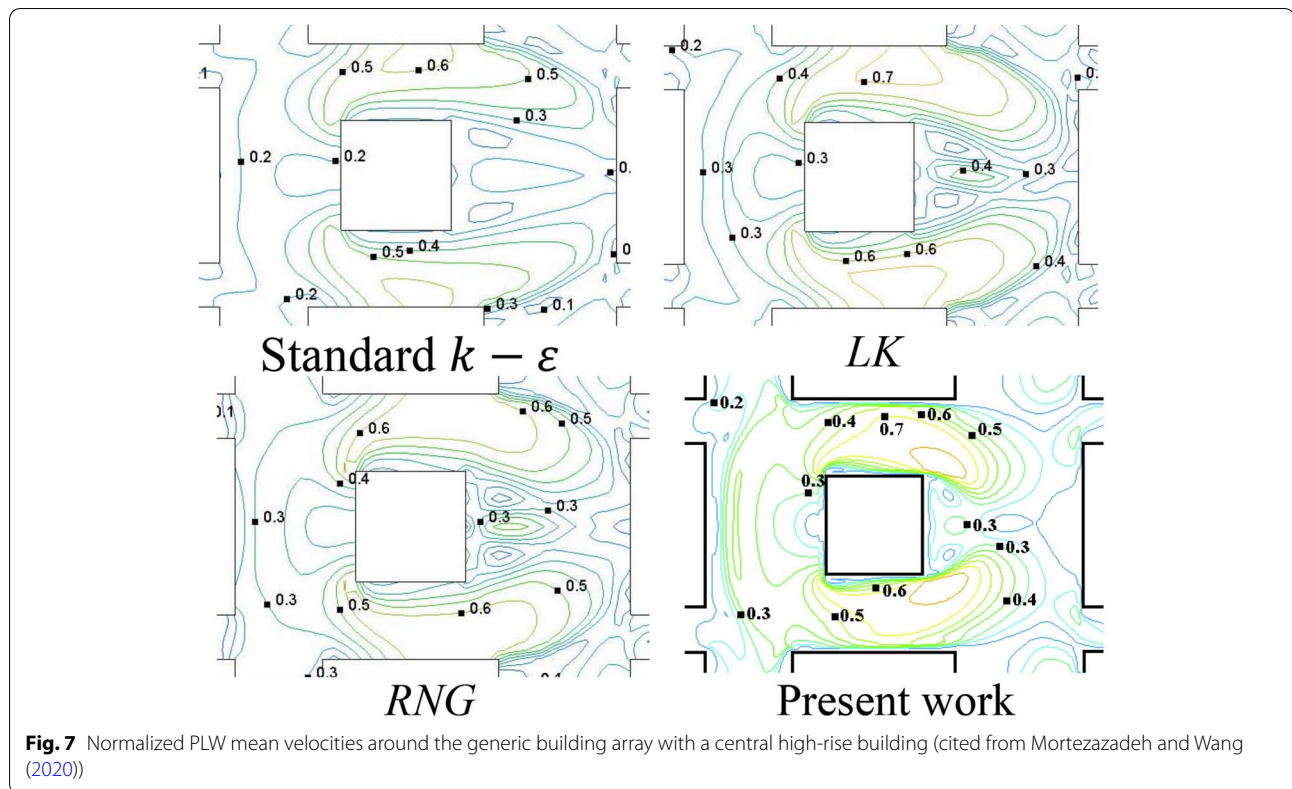 0.5 0.6 0.5
.1
0.3
0.2 0.2 0.
0.5 0.4
0
0.2 0.3 0.1
Standard k − ε
0.2
0.4 0.7 0.
0.3 0.3 0.4 0.3
0.3
0.6 0.6 0.4
LK
0.1 0.6 0.6 0.5
0.4
0.3 0.3 0.3
0.3 0.5 0.6 0.5
0.3
RNG
0.2 0.4 0.7 0.6 0.5
0.3
0.3
0.3
0.3 0.5 0.6 0.4
Present work
Fig. 7 Normalized PLW mean velocities around the generic building array with a central high-rise building (cited from Mortezazadeh and Wang
(2020))